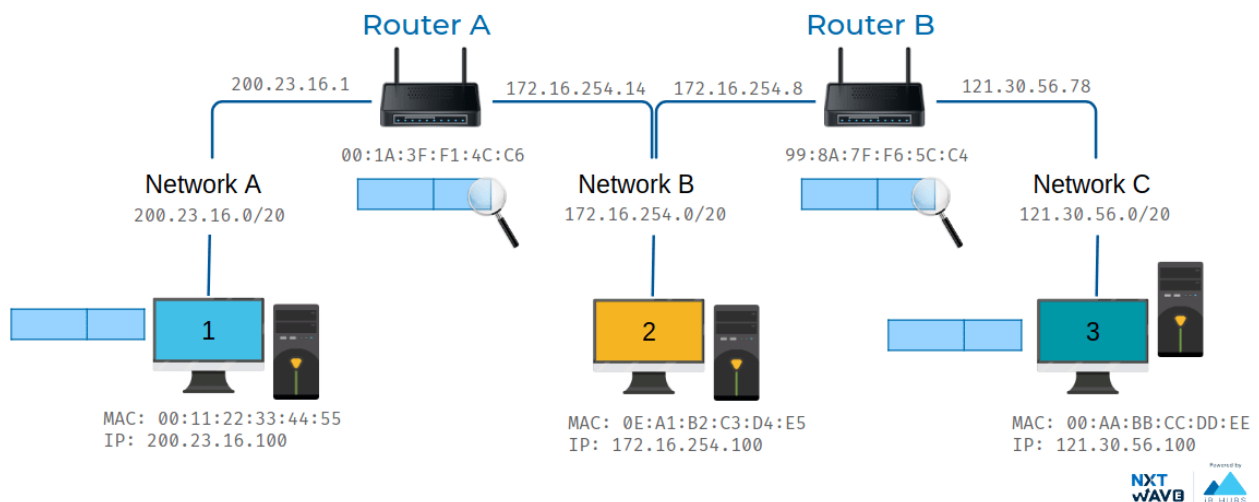 Router A
Router B
200.23.16.1
172.16.254.14
172.16.254.8
121.30.56.78
00:1A:3F:F1:4C:C6
99:8A:7F:F6:5C:C4
Network A
200.23.16.0/20
Network B
172.16.254.0/20
Network C
121.30.56.0/20
1
2
3
MAC: 00:11:22:33:44:55
IP: 200.23.16.100
MAC: 0E:A1:B2:C3:D4:E5
IP: 172.16.254.100
MAC: 00:AA:BB:CC:DD:EE
IP: 121.30.56.100
NXT
WAVE
Powered by
iB HUBS